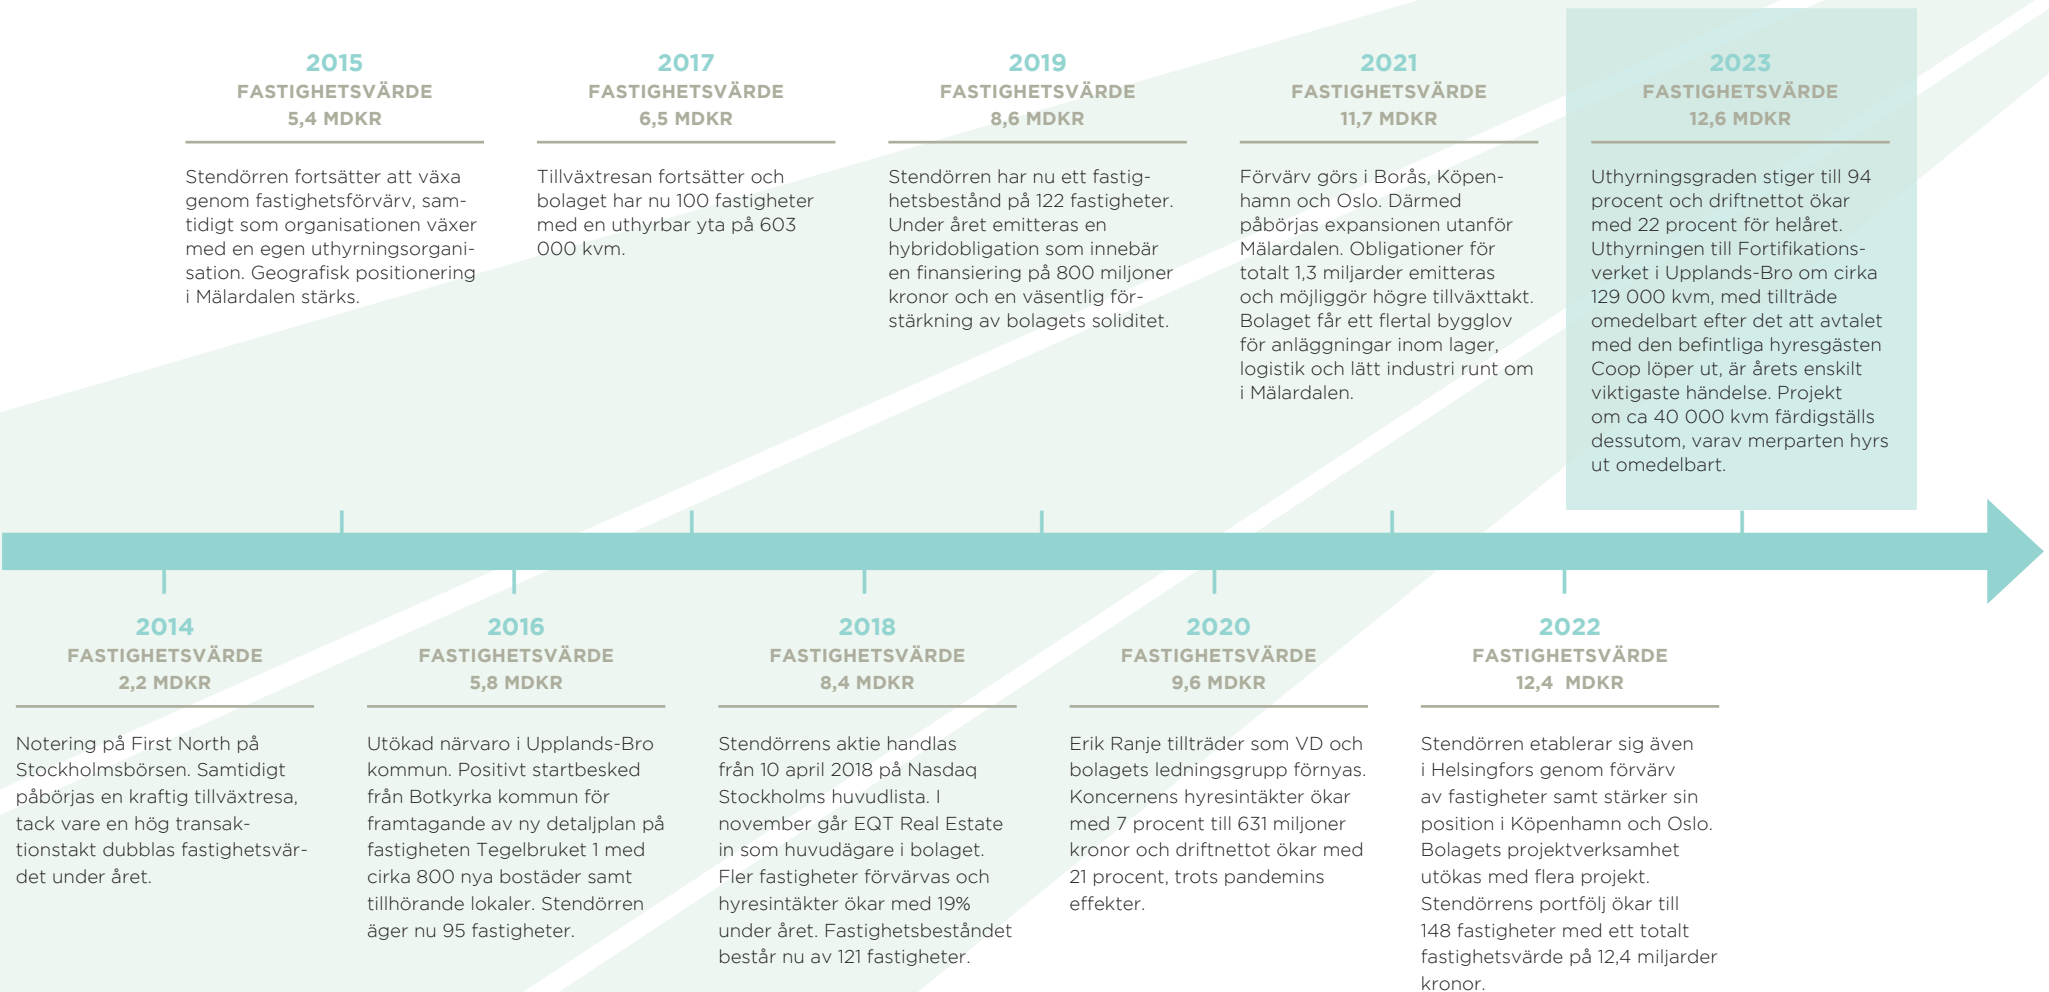 2015
FASTIGHETSVÄRDE
5,4 MDKR
Stendörren fortsätter att växa
genom fastighetsförvärv, sam-
tidigt som organisationen växer
med en egen uthyrningsorgani-
sation. Geografisk positionering
i Mälardalen stärks.
2017
FASTIGHETSVÄRDE
6,5 MDKR
Tillväxtresan fortsätter och
bolaget har nu 100 fastigheter
med en uthyrbar yta på 603
000 kvm.
2019
FASTIGHETSVÄRDE
8,6 MDKR
Stendörren har nu ett fastig-
hetsbestånd på 122 fastigheter.
Under året emitteras en
hybridobligation som innebär
en finansiering på 800 miljoner
kronor och en väsentlig för-
stärkning av bolagets soliditet.
2021
FASTIGHETSVÄRDE
11,7 MDKR
Förvärv görs i Borås, Köpen-
hamn och Oslo. Därmed
påbörjas expansionen utanför
Mälardalen. Obligationer för
totalt 1,3 miljarder emitteras
och möjliggör högre tillväxttakt.
Bolaget får ett flertal bygglov
för anläggningar inom lager,
logistik och lätt industri runt om
i Mälardalen.
2023
FASTIGHETSVÄRDE
12,6 MDKR
Uthyrningsgraden stiger till 94
procent och driftnettot ökar
med 22 procent för helåret.
Uthyrningen till Fortifikations-
verket i Upplands-Bro om cirka
129 000 kvm, med tillträde
omedelbart efter det att avtalet
med den befintliga hyresgästen
Coop löper ut, är årets enskilt
viktigaste händelse. Projekt
om ca 40 000 kvm färdigställs
dessutom, varav merparten hyrs
ut omedelbart.
2014
FASTIGHETSVÄRDE
2,2 MDKR
Notering på First North på
Stockholmsbörsen. Samtidigt
påbörjas en kraftig tillväxtresa,
tack vare en hög transak-
tionstakt dubblas fastighetsvär-
det under året.
2016
FASTIGHETSVÄRDE
5,8 MDKR
Utökad närvaro i Upplands-Bro
kommun. Positivt startbesked
från Botkyrka kommun för
framtagande av ny detaljplan på
fastigheten Tegelbruket 1 med
cirka 800 nya bostäder samt
tillhörande lokaler. Stendörren
äger nu 95 fastigheter.
2018
FASTIGHETSVÄRDE
8,4 MDKR
Stendörrens aktie handlas
från 10 april 2018 på Nasdaq
Stockholms huvudlista. I
november går EQT Real Estate
in som huvudägare i bolaget.
Fler fastigheter förvärvas och
hyresintäkter ökar med 19%
under året. Fastighetsbeståndet
består nu av 121 fastigheter.
2020
FASTIGHETSVÄRDE
9,6 MDKR
Erik Ranje tillträder som VD och
bolagets ledningsgrupp förnyas.
Koncernens hyresintäkter ökar
med 7 procent till 631 miljoner
kronor och driftnettot ökar med
21 procent, trots pandemins
effekter.
2022
FASTIGHETSVÄRDE
12,4 MDKR
Stendörren etablerar sig även
i Helsingfors genom förvärv
av fastigheter samt stärker sin
position i Köpenhamn och Oslo.
Bolagets projektverksamhet
utökas med flera projekt.
Stendörrens portfölj ökar till
148 fastigheter med ett totalt
fastighetsvärde på 12,4 miljarder
kronor.